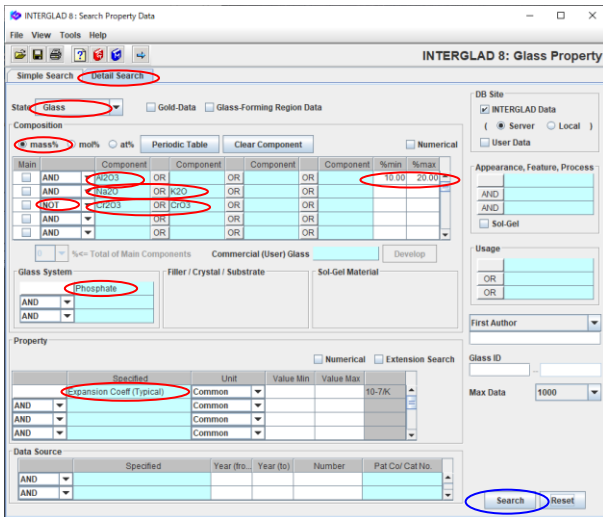 INTERGLAD 8: Search Property Data
File View Tools Help
INTERGLAD 8: Glass Property
Simple Search Detail Search
State Glass Gold-Data Glass-Forming Region Data
Composition
mass% mol% at% Periodic Table Clear Component Numerical
Main Component Component Component Component %min %max
AND Al2O3 OR OR OR 10.00 20.00
AND Na2O OR K2O OR OR
NOT Cr2O3 OR CrO3 OR OR
AND OR OR OR
0 %<= Total of Main Components Commercial (User) Glass Develop
Glass System Filler / Crystal / Substrate Sol-Gel Material
Phosphate
AND
AND
Property
Numerical Extension Search
Specified Unit Value Min Value Max
Expansion Coeff (Typical) Common 10-7/K
AND Common
AND Common
AND Common
Data Source
Specified Year (fro... Year (to) Number Pat Co/ Cat No.
AND
AND
DB Site
INTERGLAD Data
( Server Local )
User Data
Appearance, Feature, Process
AND
AND
Sol-Gel
Usage
OR
OR
First Author
Glass ID
..
Max Data 1000
Search Reset